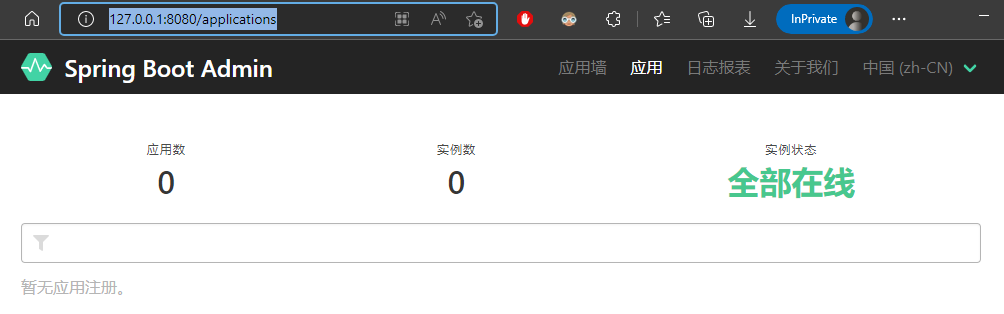 127.0.0.1:8080/applications
InPrivate
Spring Boot Admin
应用墙 应用 日志报表 关于我们 中国 (zh-CN)
应用数 实例数 实例状态
0 0 全部在线
暂无应用注册。